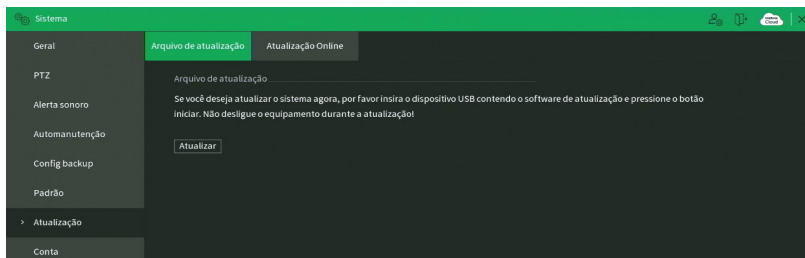 Sistema
Geral
Arquivo de atualização
Atualização Online
PTZ
Arquivo de atualização
Alerta sonoro
Se você deseja atualizar o sistema agora, por favor insira o dispositivo USB contendo o software de atualização e pressione o botão
iniciar. Não desligue o equipamento durante a atualização!
Automanutenção
Atualizar
Config backup
Padrão
> Atualização
Conta